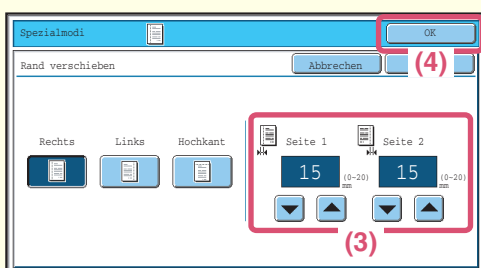 Spezialmodi
OK
Rand verschieben
Abbrechen
(4)
Rechts
Links
Hochkant
Seite 1
Seite 2
15
(0-20)
mm
15
(0-20)
mm
(3)